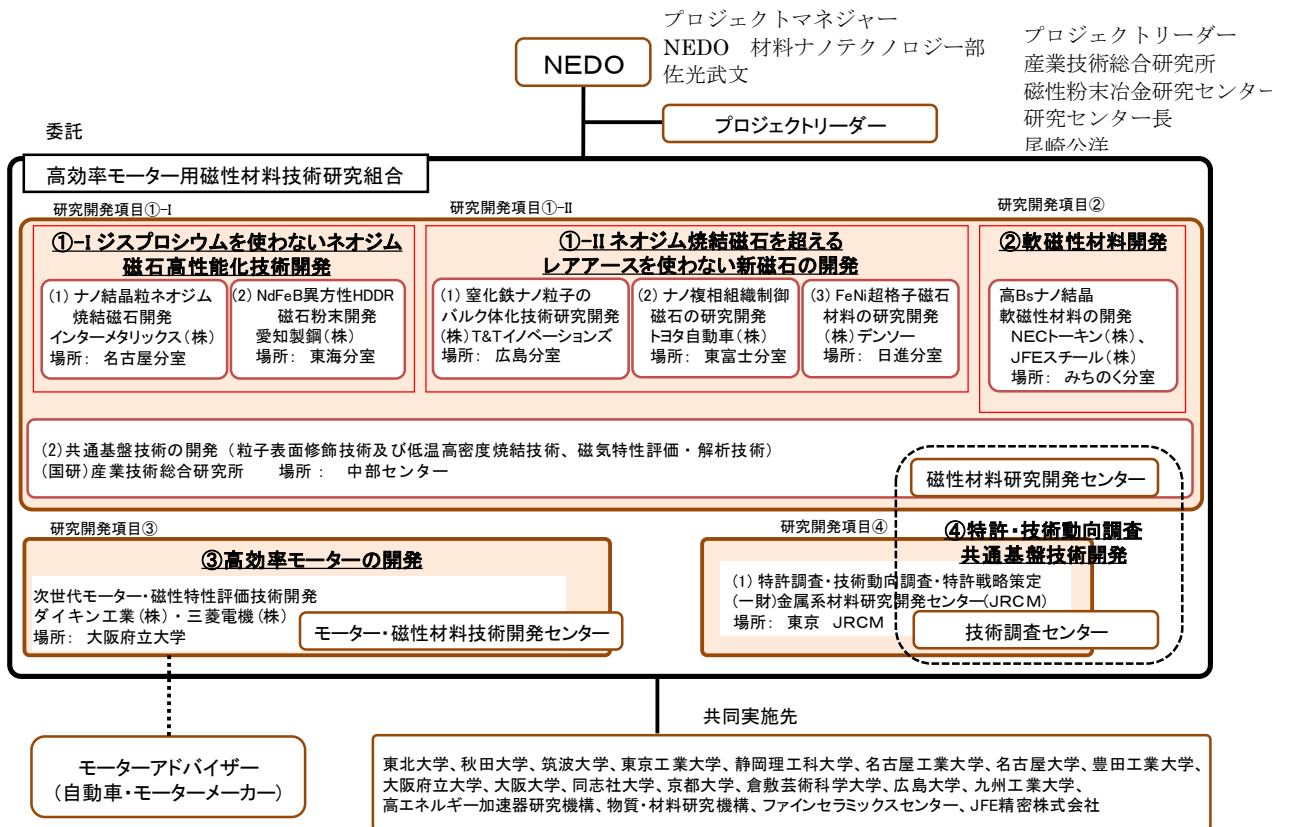 プロジェクトマネジャー
NEDO　材料ナノテクノロジー部
佐光武文
NEDO
プロジェクトリーダー
産業技術総合研究所
磁性粉末冶金研究センター
研究センター長
尾崎公洋
プロジェクトリーダー
委託
高効率モーター用磁性材料技術研究組合
研究開発項目①-Ⅰ
①-Ⅰ ジスプロシウムを使わないネオジム
磁石高性能化技術開発
(1) ナノ結晶粒ネオジム
焼結磁石開発
インターメタリックス(株)
場所：　名古屋分室
(2) NdFeB異方性HDDR
磁石粉末開発
愛知製鋼(株)
場所：　東海分室
研究開発項目①-Ⅱ
①-Ⅱ ネオジム焼結磁石を超える
レアアースを使わない新磁石の開発
(1) 窒化鉄ナノ粒子の
バルク体化技術研究開発
(株)T&Tイノベーションズ
場所：　広島分室
(2) ナノ複相組織制御
磁石の研究開発
トヨタ自動車(株)
場所：　東富士分室
(3) FeNi超格子磁石
材料の研究開発
(株)デンソー
場所：　日進分室
研究開発項目②
②軟磁性材料開発
高Bsナノ結晶
軟磁性材料の開発
NECトーキン(株)、
JFEスチール(株)
場所：　みちのく分室
(2)共通基盤技術の開発（粒子表面修飾技術及び低温高密度焼結技術、磁気特性評価・解析技術）
(国研)産業技術総合研究所　　場所：　中部センター
磁性材料研究開発センター
研究開発項目③
③高効率モーターの開発
次世代モーター・磁性特性評価技術開発
ダイキン工業(株)・三菱電機(株)
場所：　大阪府立大学
モーター・磁性材料技術開発センター
研究開発項目④
④特許・技術動向調査
共通基盤技術開発
(1) 特許調査・技術動向調査・特許戦略策定
(一財)金属系材料研究開発センター(JRCM)
場所：　東京　JRCM
技術調査センター
共同実施先
モーターアドバイザー
(自動車・モーターメーカー)
東北大学、秋田大学、筑波大学、東京工業大学、静岡理工科大学、名古屋工業大学、名古屋大学、豊田工業大学、
大阪府立大学、大阪大学、同志社大学、京都大学、倉敷芸術科学大学、広島大学、九州工業大学、
高エネルギー加速器研究機構、物質・材料研究機構、ファインセラミックスセンター、JFE精密株式会社